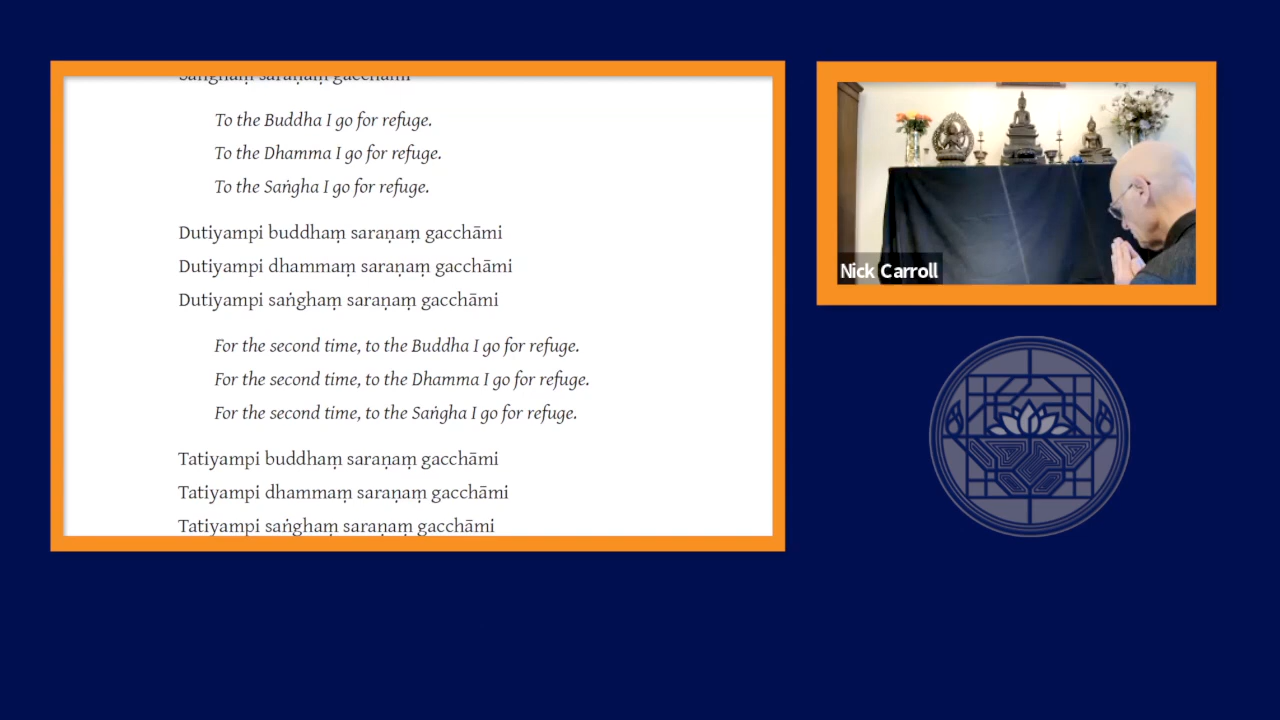 Saṅghaṃ saraṇaṃ gacchāmi
To the Buddha I go for refuge.
To the Dhamma I go for refuge.
To the Saṅgha I go for refuge.
Dutiyampi buddhaṃ saraṇaṃ gacchāmi
Dutiyampi dhammaṃ saraṇaṃ gacchāmi
Dutiyampi saṅghaṃ saraṇaṃ gacchāmi
For the second time, to the Buddha I go for refuge.
For the second time, to the Dhamma I go for refuge.
For the second time, to the Saṅgha I go for refuge.
Tatiyampi buddhaṃ saraṇaṃ gacchāmi
Tatiyampi dhammaṃ saraṇaṃ gacchāmi
Tatiyampi saṅghaṃ saraṇaṃ gacchāmi
Nick Carroll